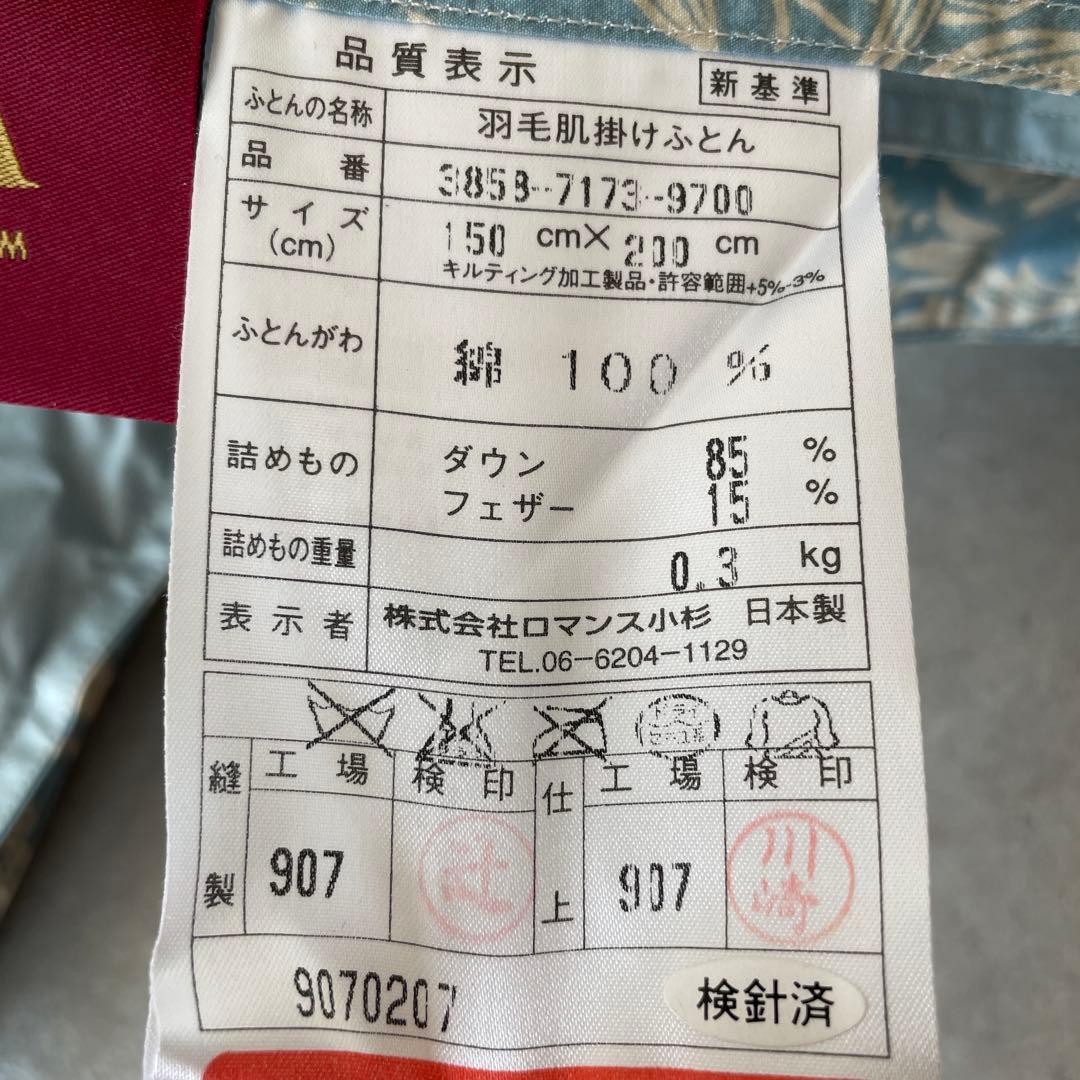 品質表示
新基準
ふとんの名称 羽毛肌掛けふとん
品番 3858-7173-9700
サイズ(cm) 150 cm× 200 cm
キルティング加工製品・許容範囲+5%-3%
ふとんがわ 綿 100 %
詰めもの ダウン 85 %
フェザー 15 %
詰めもの重量 0.3 kg
表示者 株式会社ロマンス小杉 日本製
TEL.06-6204-1129
縫製 工場 検印 仕上 工場 検印
907 辻 907 川崎
9070207 検針済